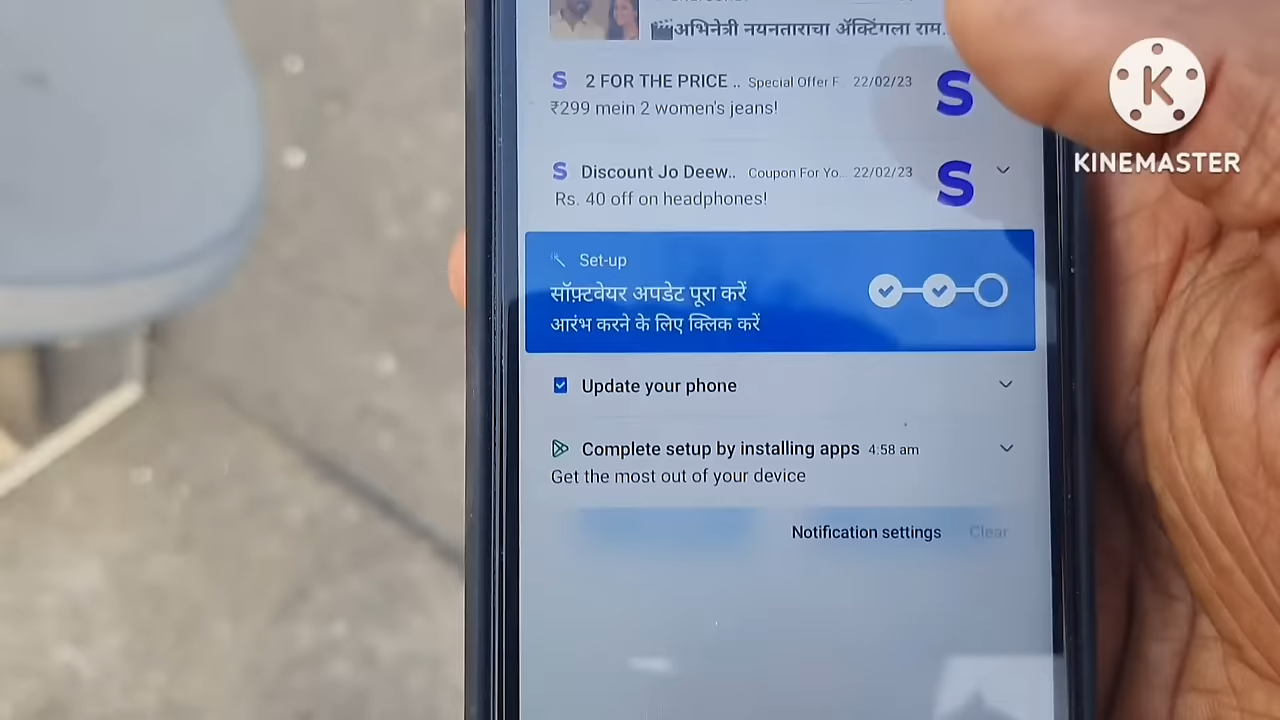 🎬अभिनेत्री नयनताराचा ॲक्टिंगला राम.
S 2 FOR THE PRICE .. Special Offer F 22/02/23 S
₹299 mein 2 women's jeans!
S Discount Jo Deew.. Coupon For Yo.. 22/02/23 S
Rs. 40 off on headphones!
Set-up
सॉफ़्टवेयर अपडेट पूरा करें
आरंभ करने के लिए क्लिक करें
Update your phone
Complete setup by installing apps 4:58 am
Get the most out of your device
Notification settings Clear
K
KINEMASTER